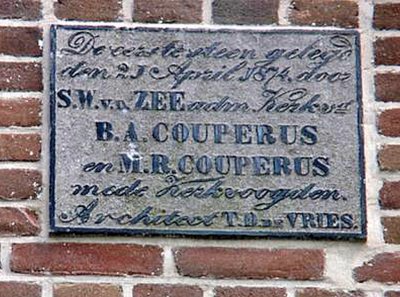 De eerste steen gelegd
den 21 April 1874, door
S.W. v.d. ZEE adm. Kerkv.
B.A. COUPERUS
en M.R. COUPERUS
mede Kerkvoogden.
Architect T.D. DE VRIES.